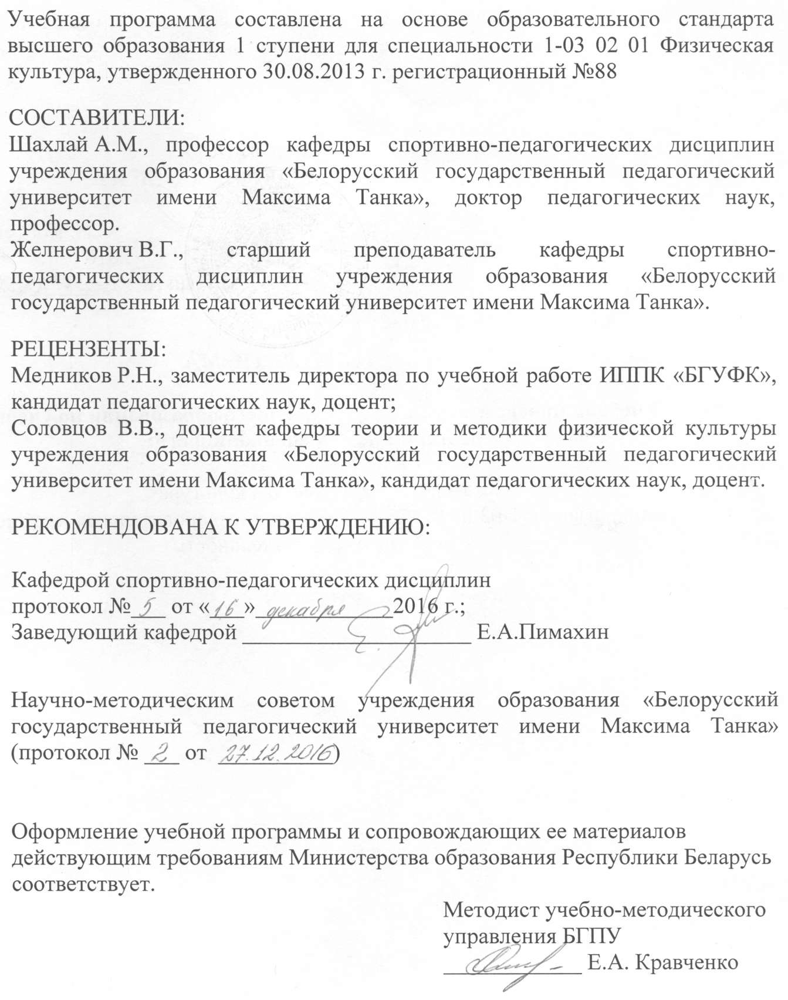 Учебная программа составлена на основе образовательного стандарта
высшего образования 1 ступени для специальности 1-03 02 01 Физическая
культура, утвержденного 30.08.2013 г. регистрационный №88
СОСТАВИТЕЛИ:
Шахлай А.М., профессор кафедры спортивно-педагогических дисциплин
учреждения образования «Белорусский государственный педагогический
университет имени Максима Танка», доктор педагогических наук,
профессор.
Желнерович В.Г., старший преподаватель кафедры спортивно-
педагогических дисциплин учреждения образования «Белорусский
государственный педагогический университет имени Максима Танка».
РЕЦЕНЗЕНТЫ:
Медников Р.Н., заместитель директора по учебной работе ИППК «БГУФК»,
кандидат педагогических наук, доцент;
Соловцов В.В., доцент кафедры теории и методики физической культуры
учреждения образования «Белорусский государственный педагогический
университет имени Максима Танка», кандидат педагогических наук, доцент.
РЕКОМЕНДОВАНА К УТВЕРЖДЕНИЮ:
Кафедрой спортивно-педагогических дисциплин
протокол № 5 от «16» декабря 2016 г.;
Заведующий кафедрой ____________________ Е.А.Пимахин
Научно-методическим советом учреждения образования «Белорусский
государственный педагогический университет имени Максима Танка»
(протокол № 2 от 27.12.2016)
Оформление учебной программы и сопровождающих ее материалов
действующим требованиям Министерства образования Республики Беларусь
соответствует.
Методист учебно-методического
управления БГПУ
____________ Е.А. Кравченко